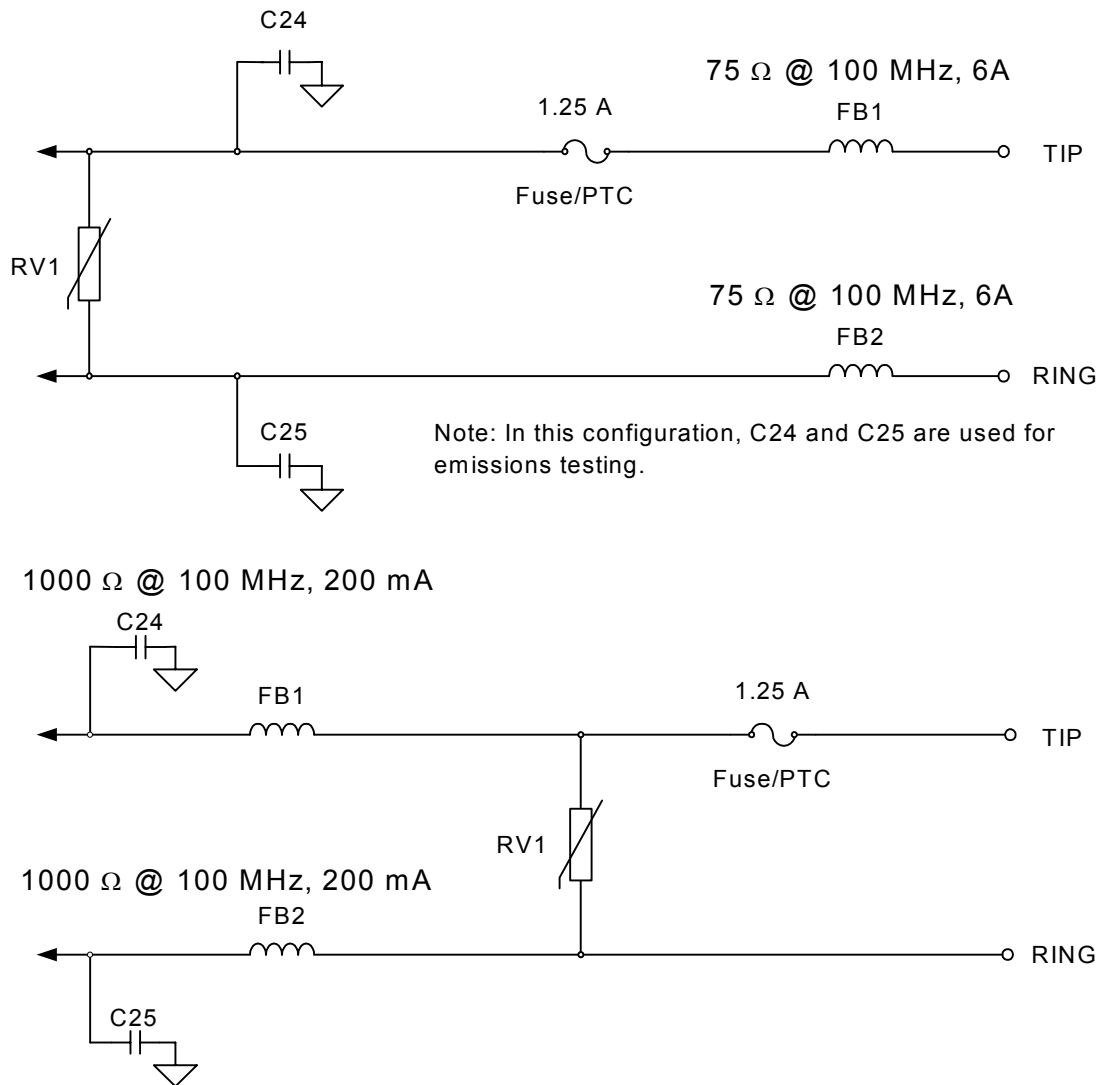 C24
75 Ω @ 100 MHz, 6A
1.25 A
FB1
TIP
Fuse/PTC
RV1
75 Ω @ 100 MHz, 6A
FB2
RING
C25
Note: In this configuration, C24 and C25 are used for
emissions testing.
1000 Ω @ 100 MHz, 200 mA
C24
FB1
1.25 A
TIP
Fuse/PTC
RV1
1000 Ω @ 100 MHz, 200 mA
FB2
RING
C25